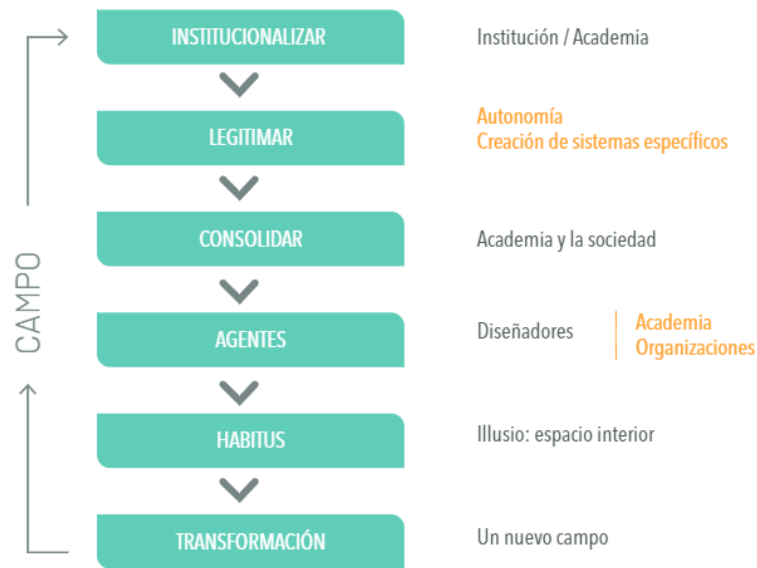 INSTITUCIONALIZAR
Institución / Academia
LEGITIMAR
Autonomía
Creación de sistemas específicos
CONSOLIDAR
Academia y la sociedad
CAMPO
AGENTES
Diseñadores
Academia
Organizaciones
HABITUS
Illusio: espacio interior
TRANSFORMACIÓN
Un nuevo campo